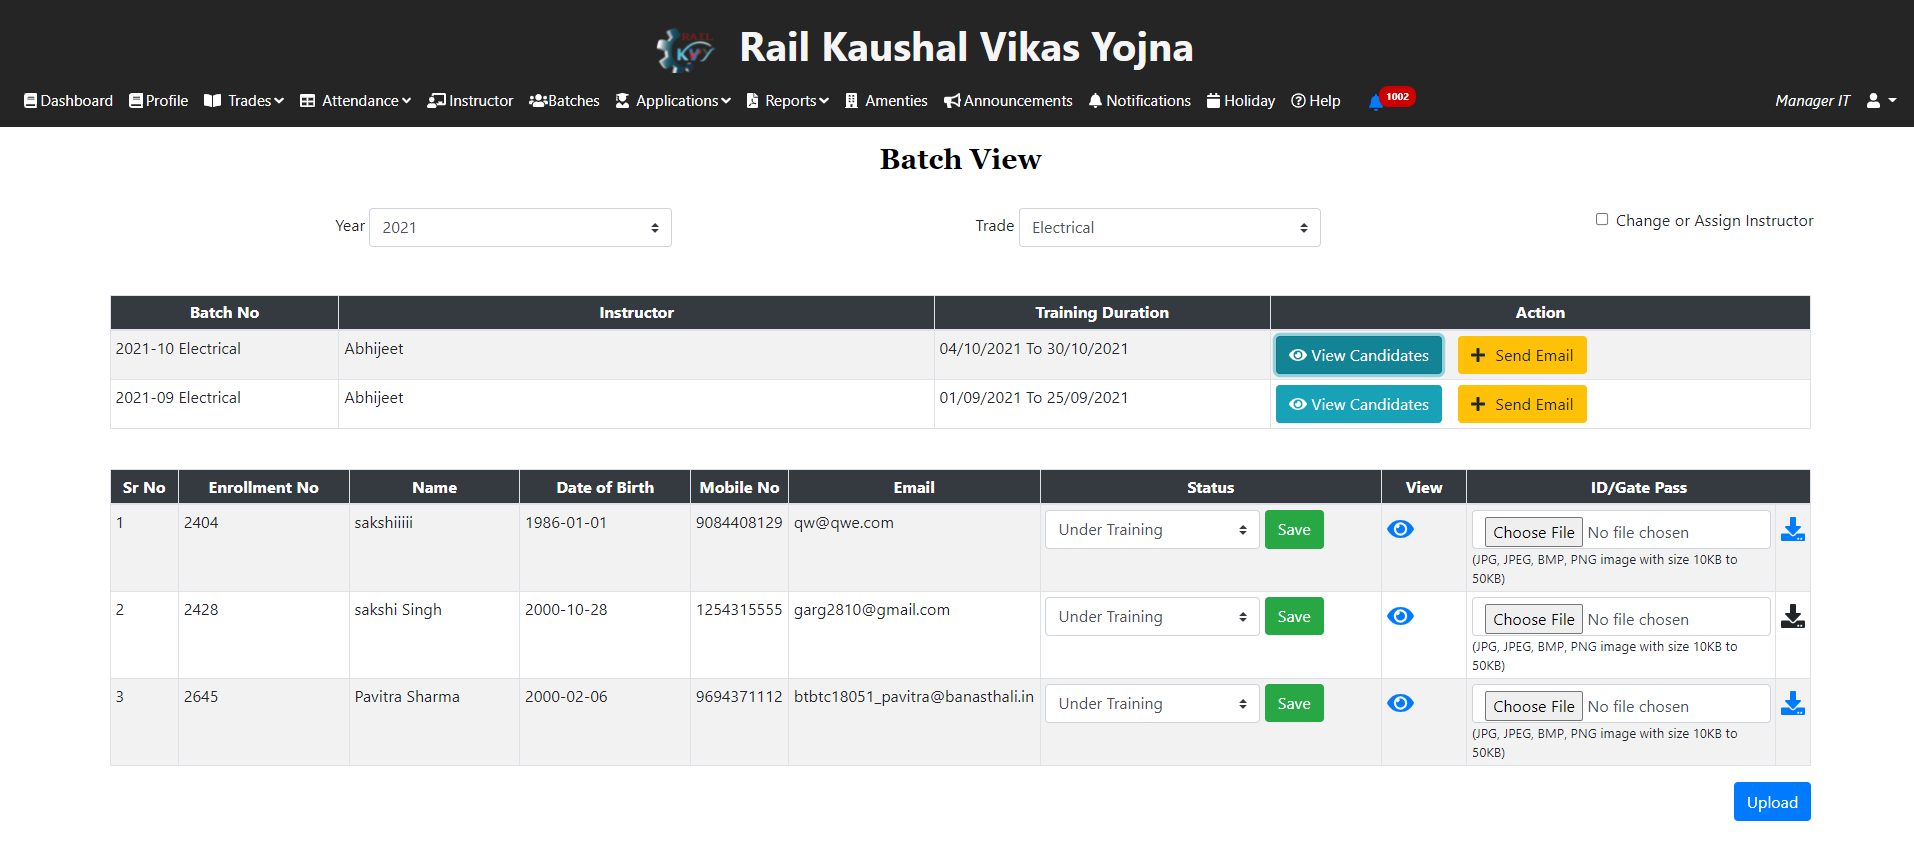 RAIL
KVY
Rail Kaushal Vikas Yojna
Dashboard Profile Trades Attendance Instructor Batches Applications Reports Amenties Announcements Notifications Holiday Help 1002 Manager IT
Batch View
Year 2021 Trade Electrical Change or Assign Instructor
Batch No Instructor Training Duration Action
2021-10 Electrical Abhijeet 04/10/2021 To 30/10/2021 View Candidates Send Email
2021-09 Electrical Abhijeet 01/09/2021 To 25/09/2021 View Candidates Send Email
Sr No Enrollment No Name Date of Birth Mobile No Email Status View ID/Gate Pass
1 2404 sakshiiiii 1986-01-01 9084408129 qw@qwe.com Under Training Save Choose File No file chosen
(JPG, JPEG, BMP, PNG image with size 10KB to
50KB)
2 2428 sakshi Singh 2000-10-28 1254315555 garg2810@gmail.com Under Training Save Choose File No file chosen
(JPG, JPEG, BMP, PNG image with size 10KB to
50KB)
3 2645 Pavitra Sharma 2000-02-06 9694371112 btbtc18051_pavitra@banasthali.in Under Training Save Choose File No file chosen
(JPG, JPEG, BMP, PNG image with size 10KB to
50KB)
Upload